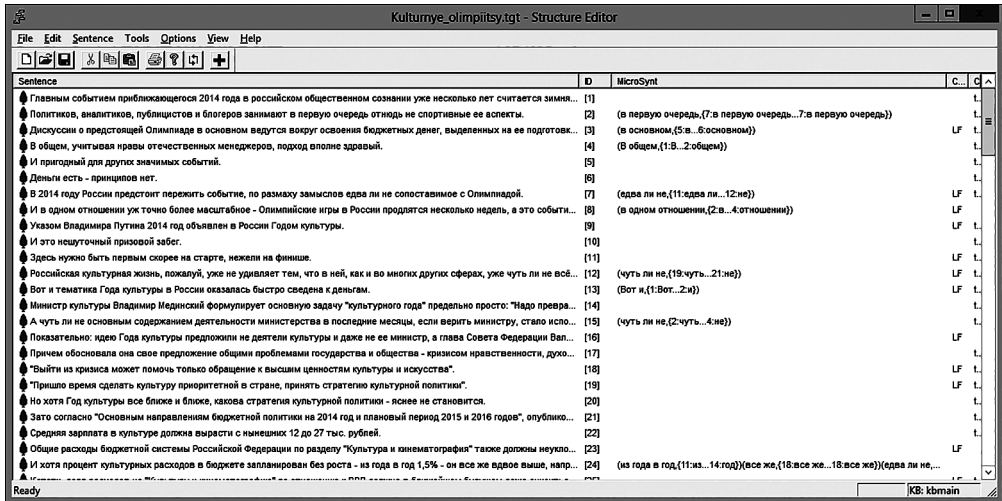 Kulturnye_olimpiitsy.tgt - Structure Editor
File Edit Sentence Tools Options View Help
Sentence ID MicroSynt C... C
Главным событием приближающегося 2014 года в российском общественном сознании уже несколько лет считается зимня... [1] t..
Политиков, аналитиков, публицистов и блогеров занимают в первую очередь отнюдь не спортивные ее аспекты. [2] (в первую очередь,{7:в первую очередь...7:в первую очередь}) t..
Дискуссии о предстоящей Олимпиаде в основном ведутся вокруг освоения бюджетных денег, выделенных на ее подготовк... [3] (в основном,{5:в...6:основном}) LF t..
В общем, учитывая нравы отечественных менеджеров, подход вполне здравый. [4] (В общем,{1:В...2:общем}) t..
И пригодный для других значимых событий. [5] t..
Деньги есть - принципов нет. [6] t..
В 2014 году России предстоит пережить событие, по размаху замыслов едва ли не сопоставимое с Олимпиадой. [7] (едва ли не,{11:едва ли...12:не}) LF t..
И в одном отношении уж точно более масштабное - Олимпийские игры в России продлятся несколько недель, а это событи... [8] (в одном отношении,{2:в...4:отношении}) LF
Указом Владимира Путина 2014 год объявлен в России Годом культуры. [9] LF t..
И это нешуточный призовой забег. [10] t..
Здесь нужно быть первым скорее на старте, нежели на финише. [11] LF t..
Российская культурная жизнь, пожалуй, уже не удивляет тем, что в ней, как и во многих других сферах, уже чуть ли не всё... [12] (чуть ли не,{19:чуть...21:не}) LF t..
Вот и тематика Года культуры в России оказалась быстро сведена к деньгам. [13] (Вот и,{1:Вот...2:и}) LF t..
Министр культуры Владимир Мединский формулирует основную задачу "культурного года" предельно просто: "Надо превра... [14] t..
А чуть ли не основным содержанием деятельности министерства в последние месяцы, если верить министру, стало испо... [15] (чуть ли не,{2:чуть...4:не}) t..
Показательно: идею Года культуры предложили не деятели культуры и даже не ее министр, а глава Совета Федерации Вал... [16] LF
Причем обосновала она свое предложение общими проблемами государства и общества - кризисом нравственности, духо... [17] t..
"Выйти из кризиса может помочь только обращение к высшим ценностям культуры и искусства". [18] LF t..
"Пришло время сделать культуру приоритетной в стране, принять стратегию культурной политики". [19] LF t..
Но хотя Год культуры все ближе и ближе, какова стратегия культурной политики - яснее не становится. [20] t..
Зато согласно "Основным направлениям бюджетной политики на 2014 год и плановый период 2015 и 2016 годов", опублико... [21] t..
Средняя зарплата в культуре должна вырасти с нынешних 12 до 27 тыс. рублей. [22] t..
Общие расходы бюджетной системы Российской Федерации по разделу "Культура и кинематография" также должны неукло... [23] LF
И хотя процент культурных расходов в бюджете запланирован без роста - из года в год 1,5% - он все же вдвое выше, напр... [24] (из года в год,{11:из...14:год})(все же,{18:все же...18:все же})(едва ли не,...
Ready KB: kbmain